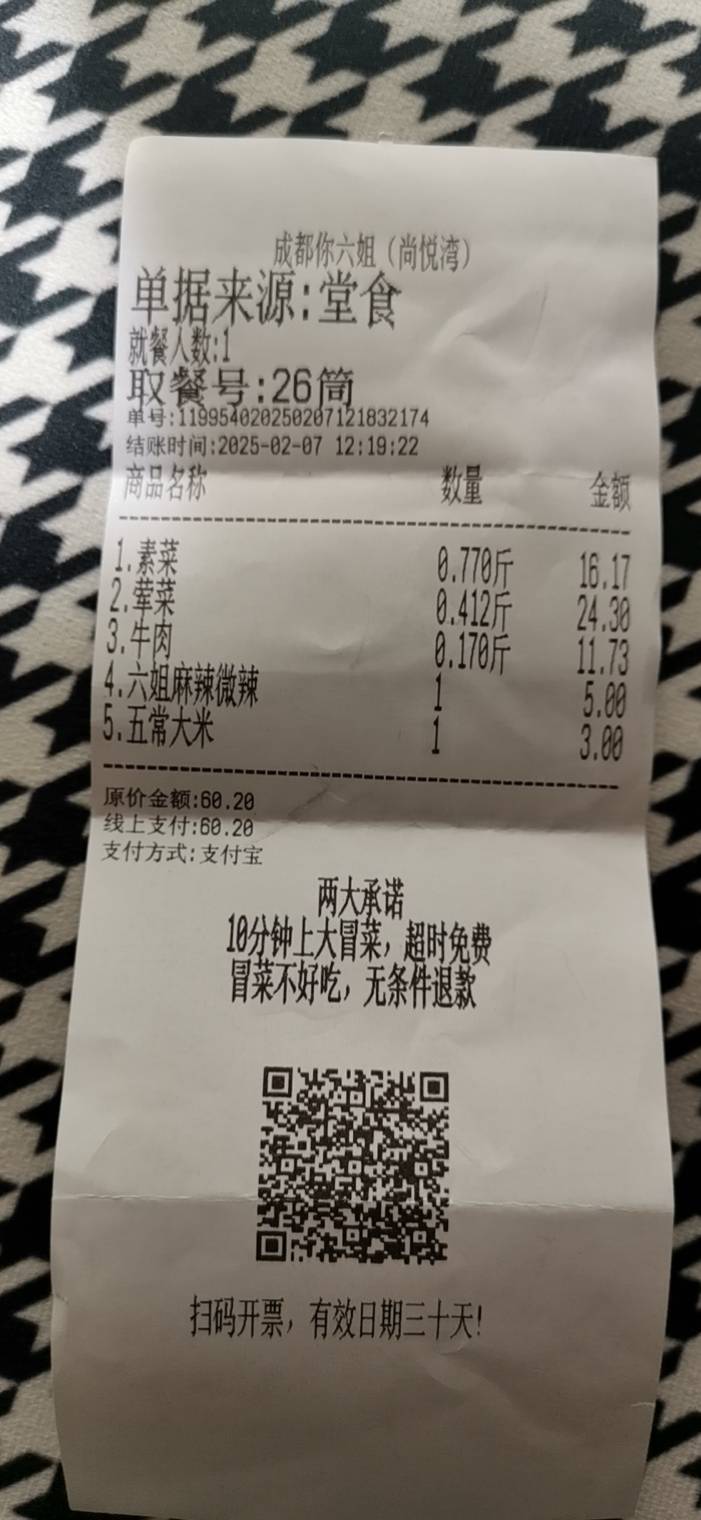 成都你六姐（尚悦湾）
单据来源:堂食
就餐人数:1
取餐号:26筒
单号:119954020250207121832174
结账时间:2025-02-07 12:19:22
商品名称 数量 金额
1.素菜 0.770斤 16.17
2.荤菜 0.412斤 24.30
3.牛肉 0.170斤 11.73
4.六姐麻辣微辣 1 5.00
5.五常大米 1 3.00
原价金额:60.20
线上支付:60.20
支付方式:支付宝
两大承诺
10分钟上大冒菜，超时免费
冒菜不好吃，无条件退款
扫码开票，有效日期三十天!